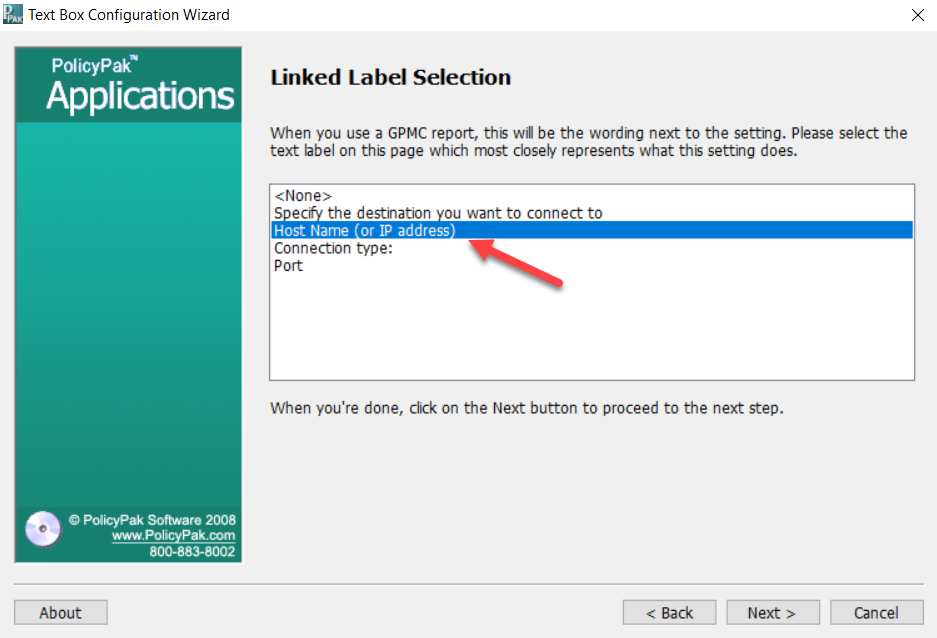 Text Box Configuration Wizard
PolicyPak™
Applications
Linked Label Selection
When you use a GPMC report, this will be the wording next to the setting. Please select the
text label on this page which most closely represents what this setting does.
<None>
Specify the destination you want to connect to
Host Name (or IP address)
Connection type:
Port
When you're done, click on the Next button to proceed to the next step.
© PolicyPak Software 2008
www.PolicyPak.com
800-883-8002
About
< Back
Next >
Cancel